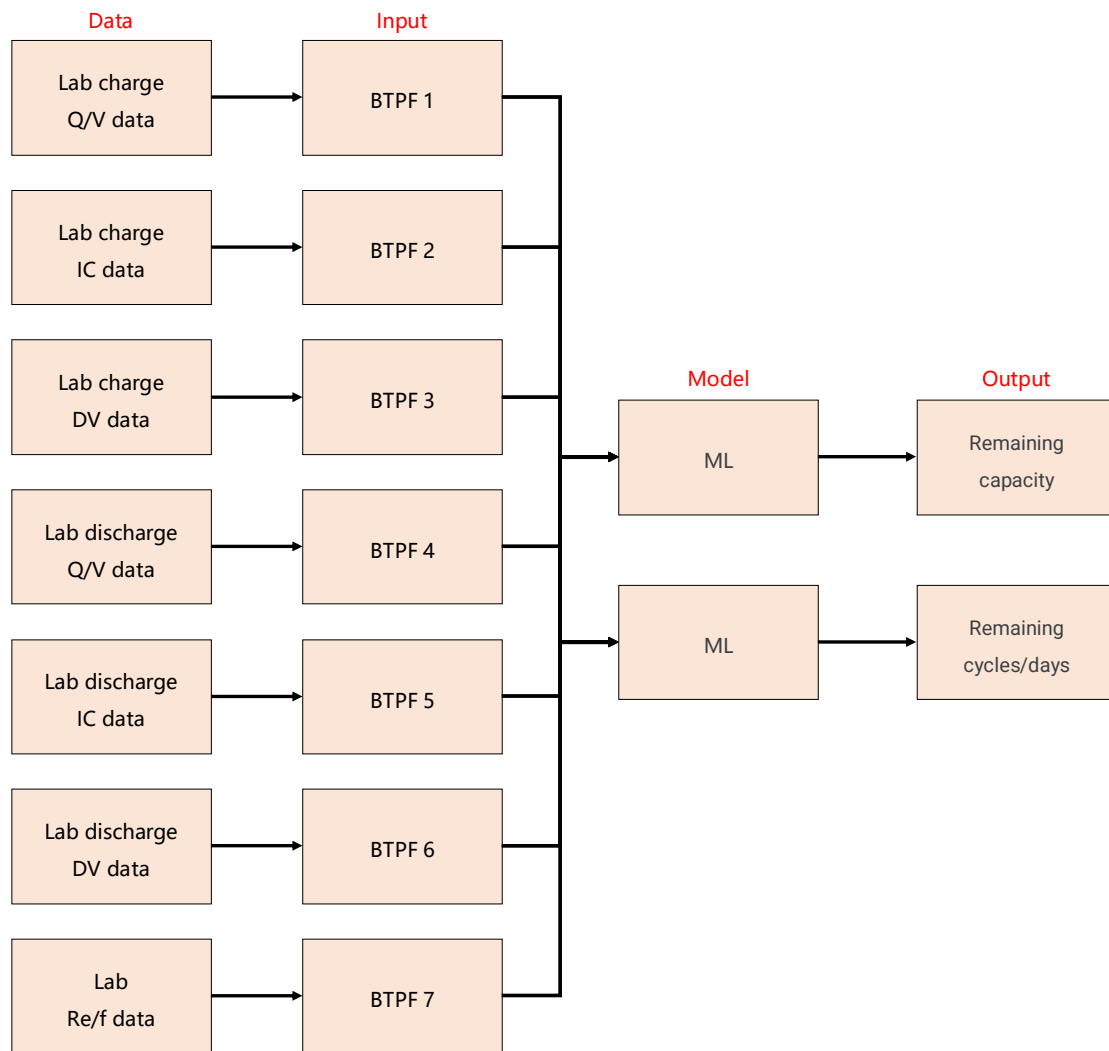 Data
Input
Lab charge
Q/V data
BTPF 1
Lab charge
IC data
BTPF 2
Lab charge
DV data
BTPF 3
Model
Output
ML
Remaining
capacity
Lab discharge
Q/V data
BTPF 4
ML
Remaining
cycles/days
Lab discharge
IC data
BTPF 5
Lab discharge
DV data
BTPF 6
Lab
Re/f data
BTPF 7